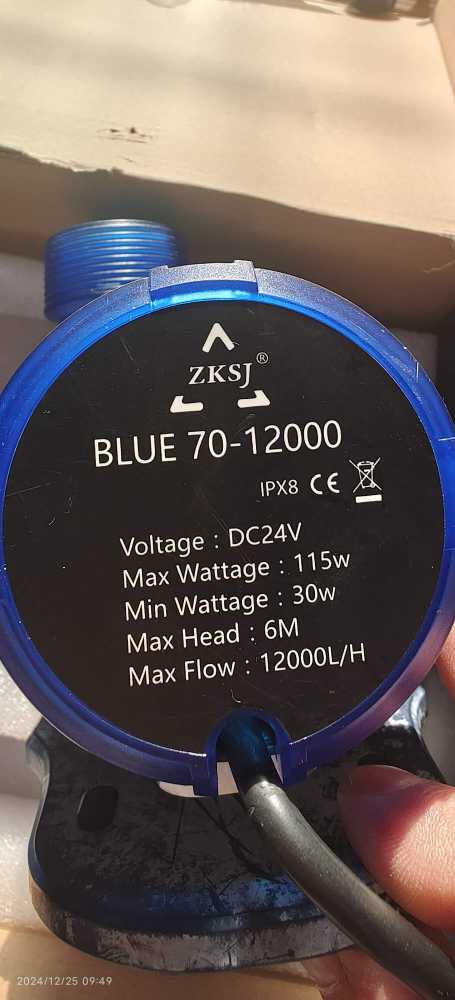 ZKSJ®
BLUE 70-12000
IPX8 CE
Voltage : DC24V
Max Wattage : 115w
Min Wattage : 30w
Max Head : 6M
Max Flow : 12000L/H
2024/12/25 09:49